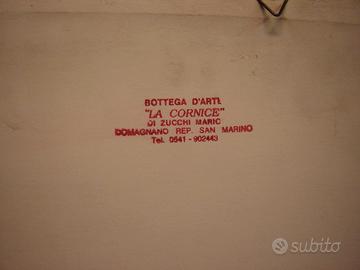 BOTTEGA D'ARTE
"LA CORNICE"
DI ZUCCHI MARIO
DOMAGNANO REP. SAN MARINO
Tel. 0541 - 902443
subito